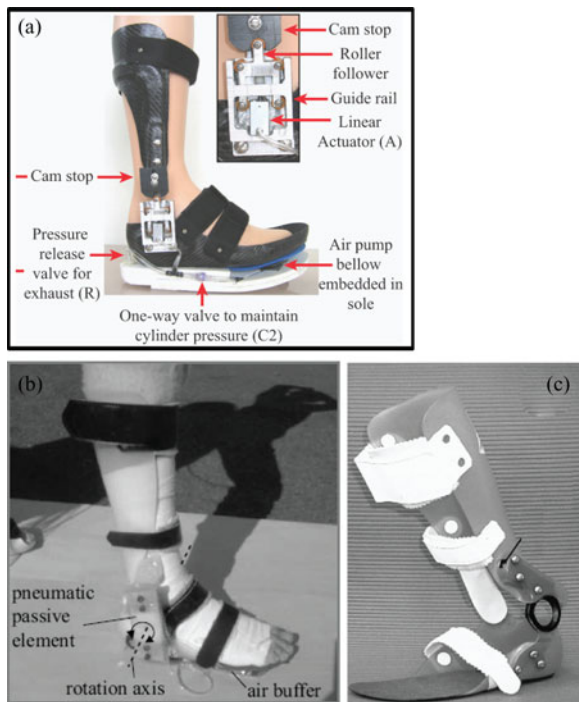 (a)
Cam stop
Roller
follower
Guide rail
Linear
Actuator (A)
Cam stop
Pressure
release
valve for
exhaust (R)
Air pump
bellow
embedded in
sole
One-way valve to maintain
cylinder pressure (C2)
(b)
pneumatic
passive
element
rotation axis
air buffer
(c)